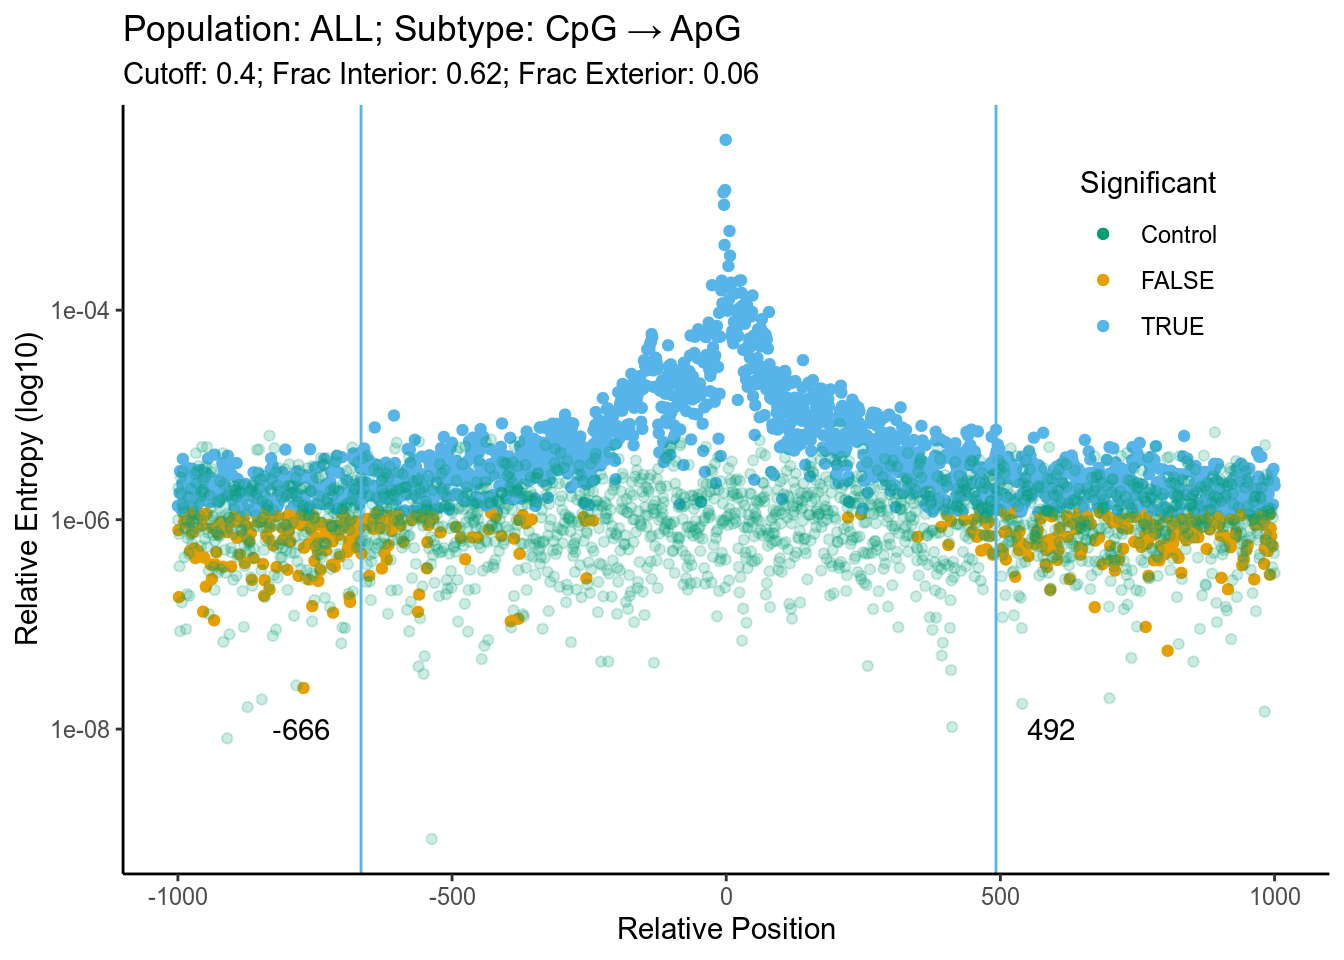 Population: ALL; Subtype: CpG → ApG
Cutoff: 0.4; Frac Interior: 0.62; Frac Exterior: 0.06
Significant
Control
FALSE
TRUE
1e-04
1e-06
1e-08
Relative Entropy (log10)
-666
492
-1000
-500
0
500
1000
Relative Position